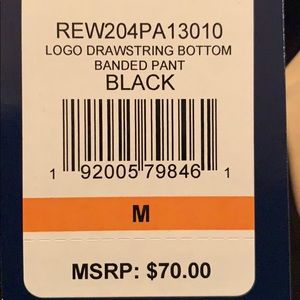 REW204PA13010
LOGO DRAWSTRING BOTTOM
BANDED PANT
BLACK
1 92005 79846 1
M
MSRP: $70.00